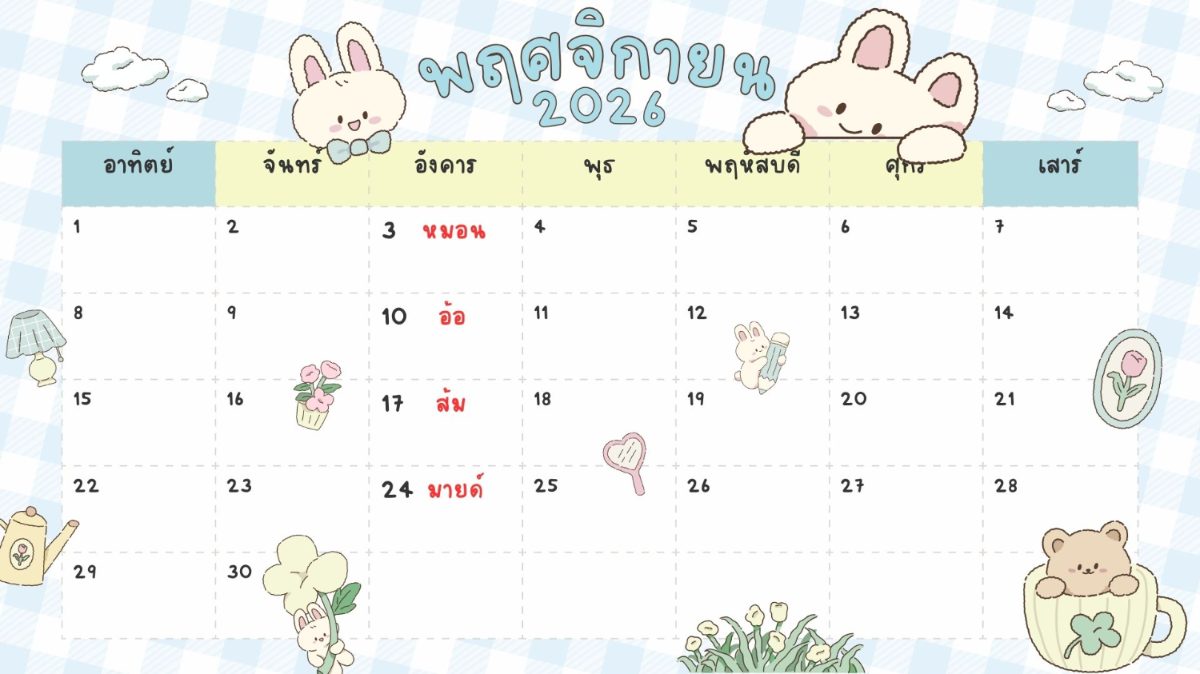 พฤศจิกายน
2026
อาทิตย์ จันทร์ อังคาร พุธ พฤหัสบดี ศุกร์ เสาร์
1 2 3 หมอน 4 5 6 7
8 9 10 อ้อ 11 12 13 14
15 16 17 ส้ม 18 19 20 21
22 23 24 มายด์ 25 26 27 28
29 30